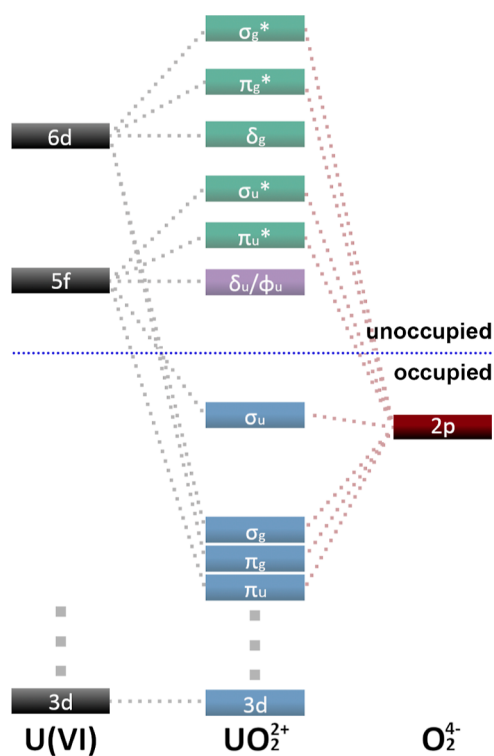 σg*
πg*
6d
δg
σu*
πu*
5f
δu/ϕu
unoccupied
occupied
σu
2p
σg
πg
πu
3d
3d
U(VI)
UO₂²⁺
O₂⁴⁻